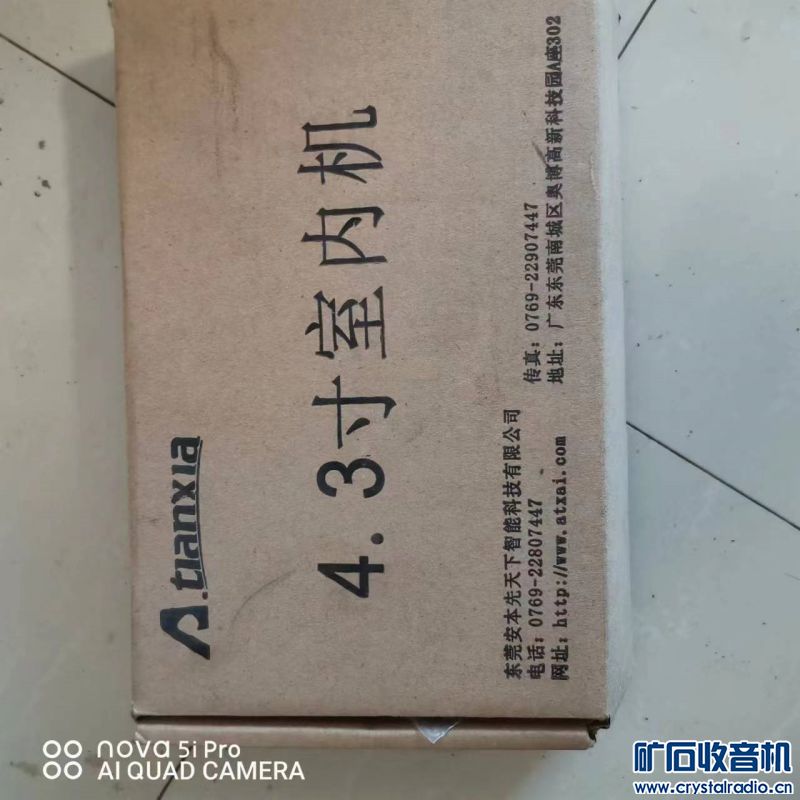 A.tianxia
4.3寸室内机
东莞安本先天下智能科技有限公司
电话：0769-22807447
传真：0769-22907447
网址：http://www.atxai.com
地址：广东东莞南城区奥博高新科技园A座302
nova 5i Pro
AI QUAD CAMERA
矿石收音机
www.crystalradio.cn